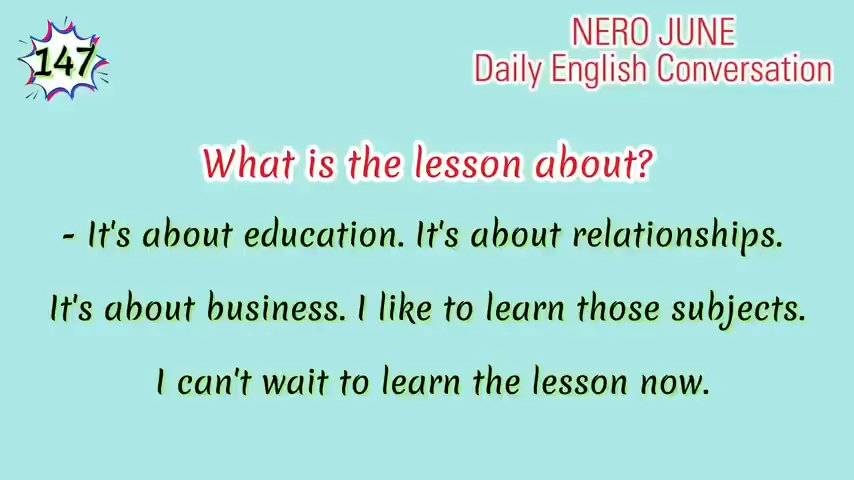 147
NERO JUNE
Daily English Conversation
What is the lesson about?
- It's about education. It's about relationships.
It's about business. I like to learn those subjects.
I can't wait to learn the lesson now.